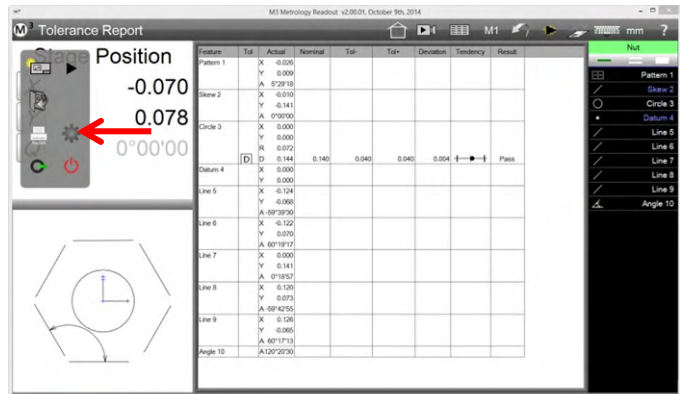 M3 Metrology Readout v2.00.01, October 9th, 2014
M3 Tolerance Report
M1
mm
?
Position
-0.070
0.078
0°00'00
Feature Tol Actual Nominal Tol- Tol+ Deviation Tendency Result
Pattern 1 X -0.026
Y 0.009
A 5°29'18
Skew 2 X -0.010
Y -0.141
A 0°00'00
Circle 3 X 0.000
Y 0.000
R 0.072
D D 0.144 0.140 0.040 0.040 0.004 Pass
Datum 4 X 0.000
Y 0.000
Line 5 X -0.124
Y -0.068
A -59°39'30
Line 6 X -0.122
Y 0.070
A 60°19'17
Line 7 X 0.000
Y 0.141
A 0°18'57
Line 8 X 0.120
Y 0.073
A -59°42'55
Line 9 X 0.126
Y -0.065
A 60°17'13
Angle 10 A120°20'30
Nut
Pattern 1
Skew 2
Circle 3
Datum 4
Line 5
Line 6
Line 7
Line 8
Line 9
Angle 10